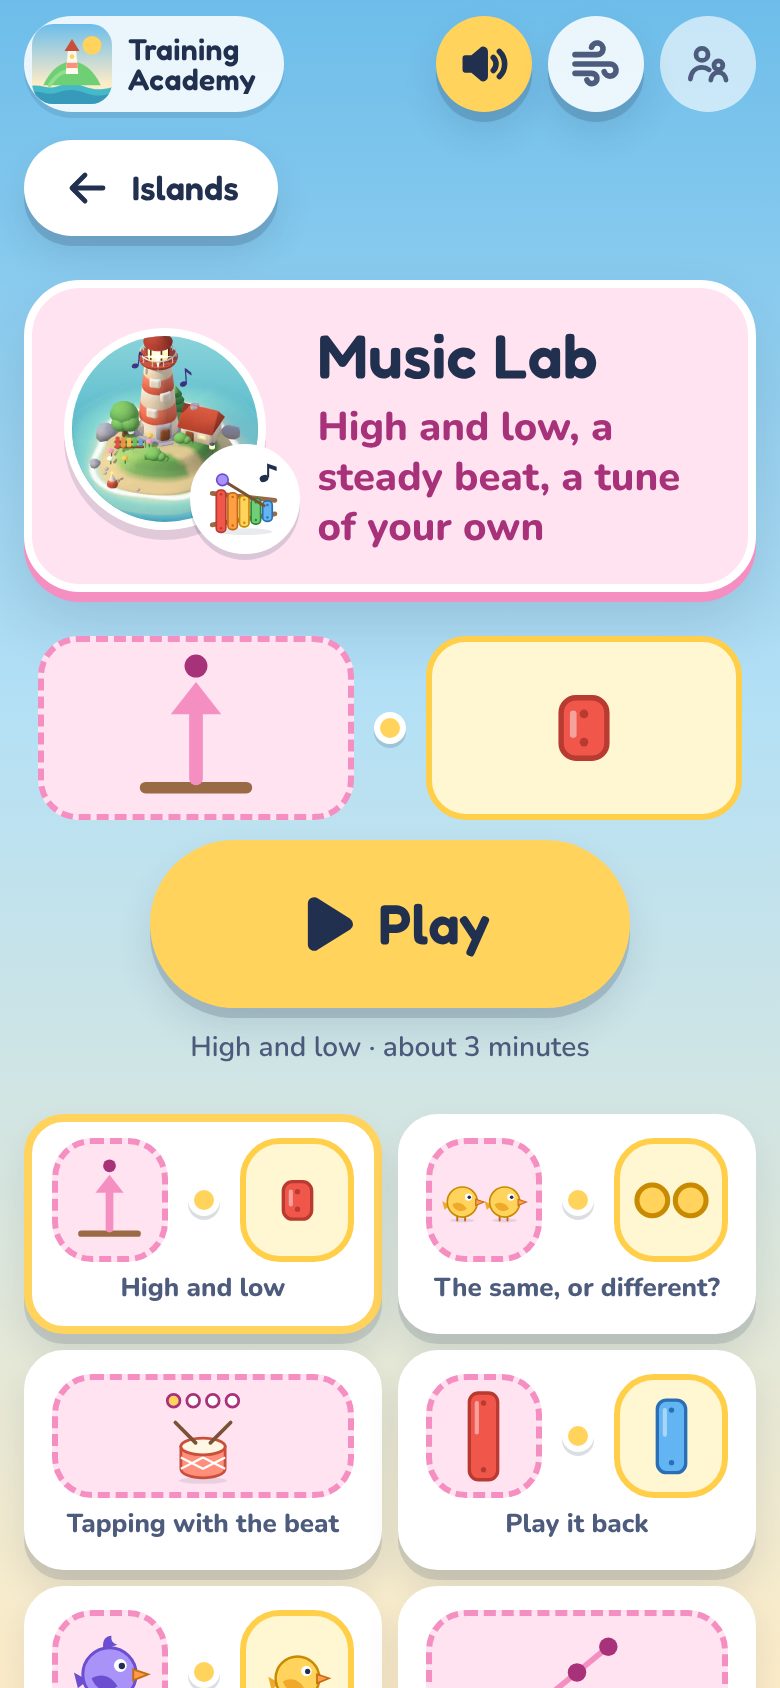 Training
Academy
Islands
Music Lab
High and low, a
steady beat, a tune
of your own
Play
High and low · about 3 minutes
High and low
The same, or different?
Tapping with the beat
Play it back